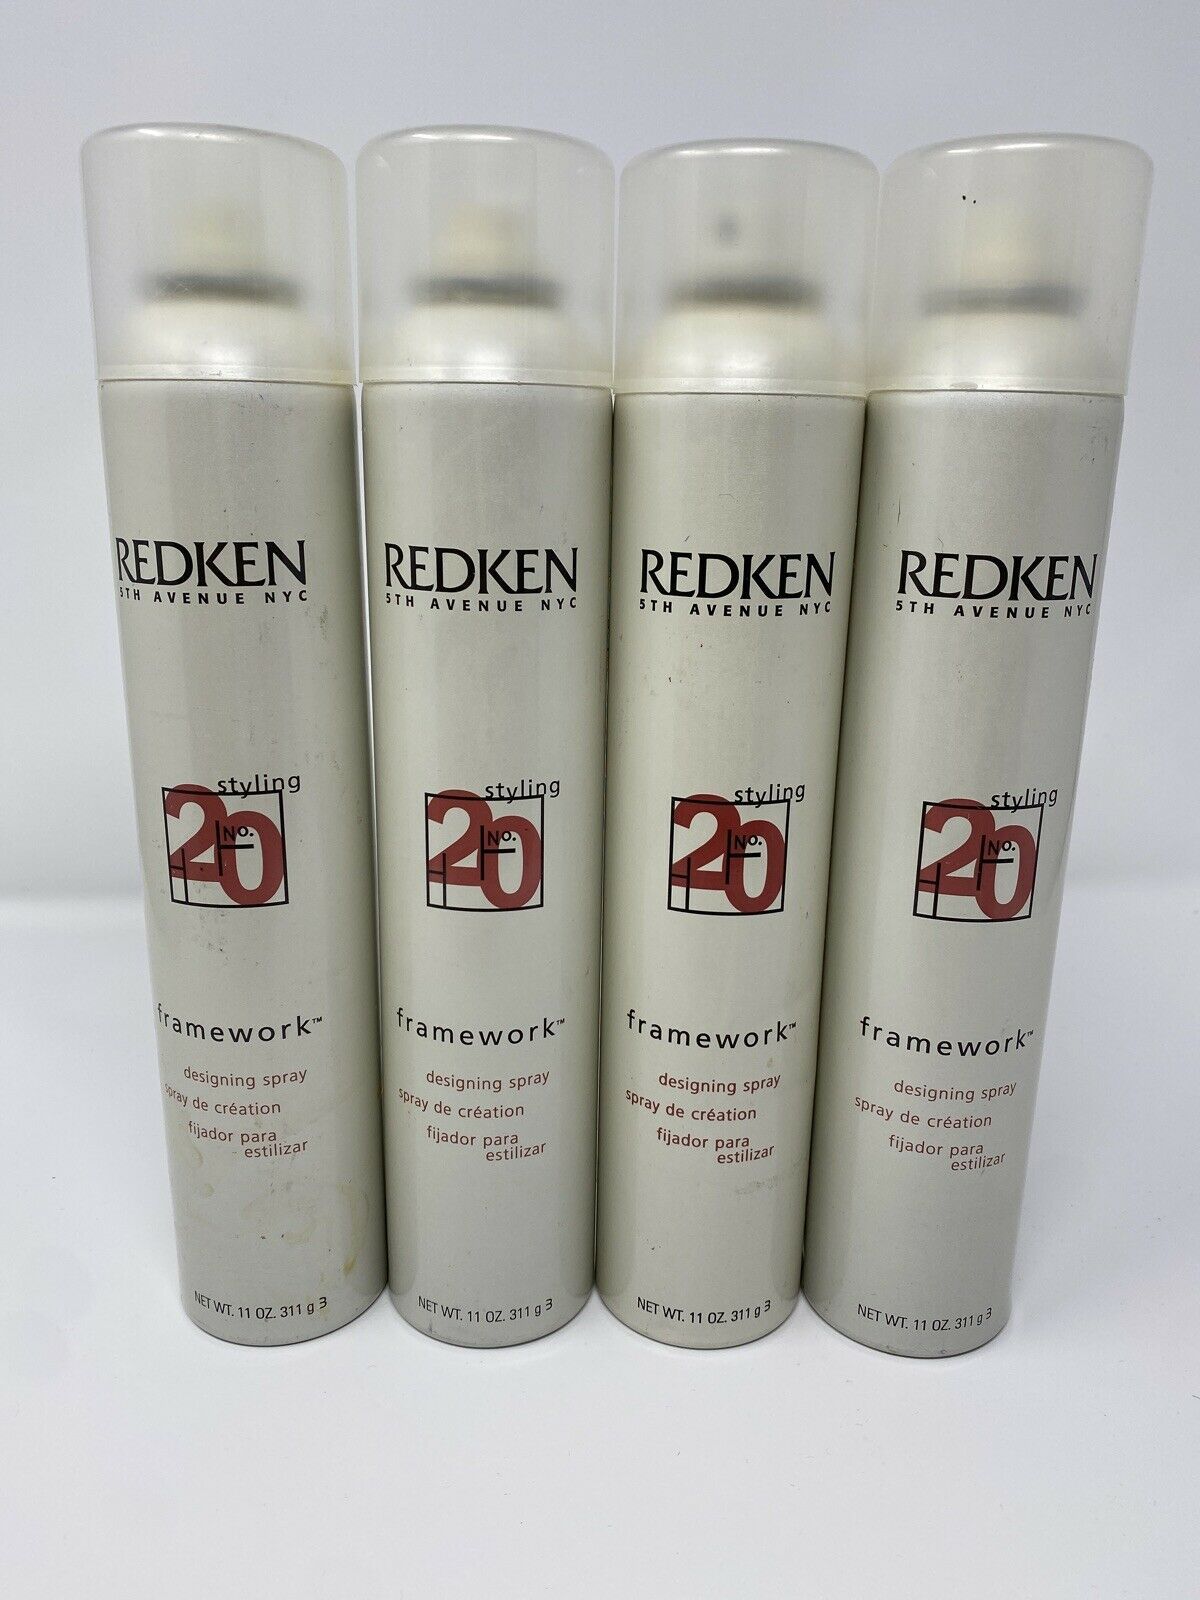 REDKEN
5TH AVENUE NYC
styling
20
No.
framework™
designing spray
spray de création
fijador para
estilizar
NET WT. 11 OZ. 311 g 3
REDKEN
5TH AVENUE NYC
styling
20
No.
framework™
designing spray
spray de création
fijador para
estilizar
NET WT. 11 OZ. 311 g 3
REDKEN
5TH AVENUE NYC
styling
20
No.
framework™
designing spray
spray de création
fijador para
estilizar
NET WT. 11 OZ. 311 g 3
REDKEN
5TH AVENUE NYC
styling
20
No.
framework™
designing spray
spray de création
fijador para
estilizar
NET WT. 11 OZ. 311 g 3